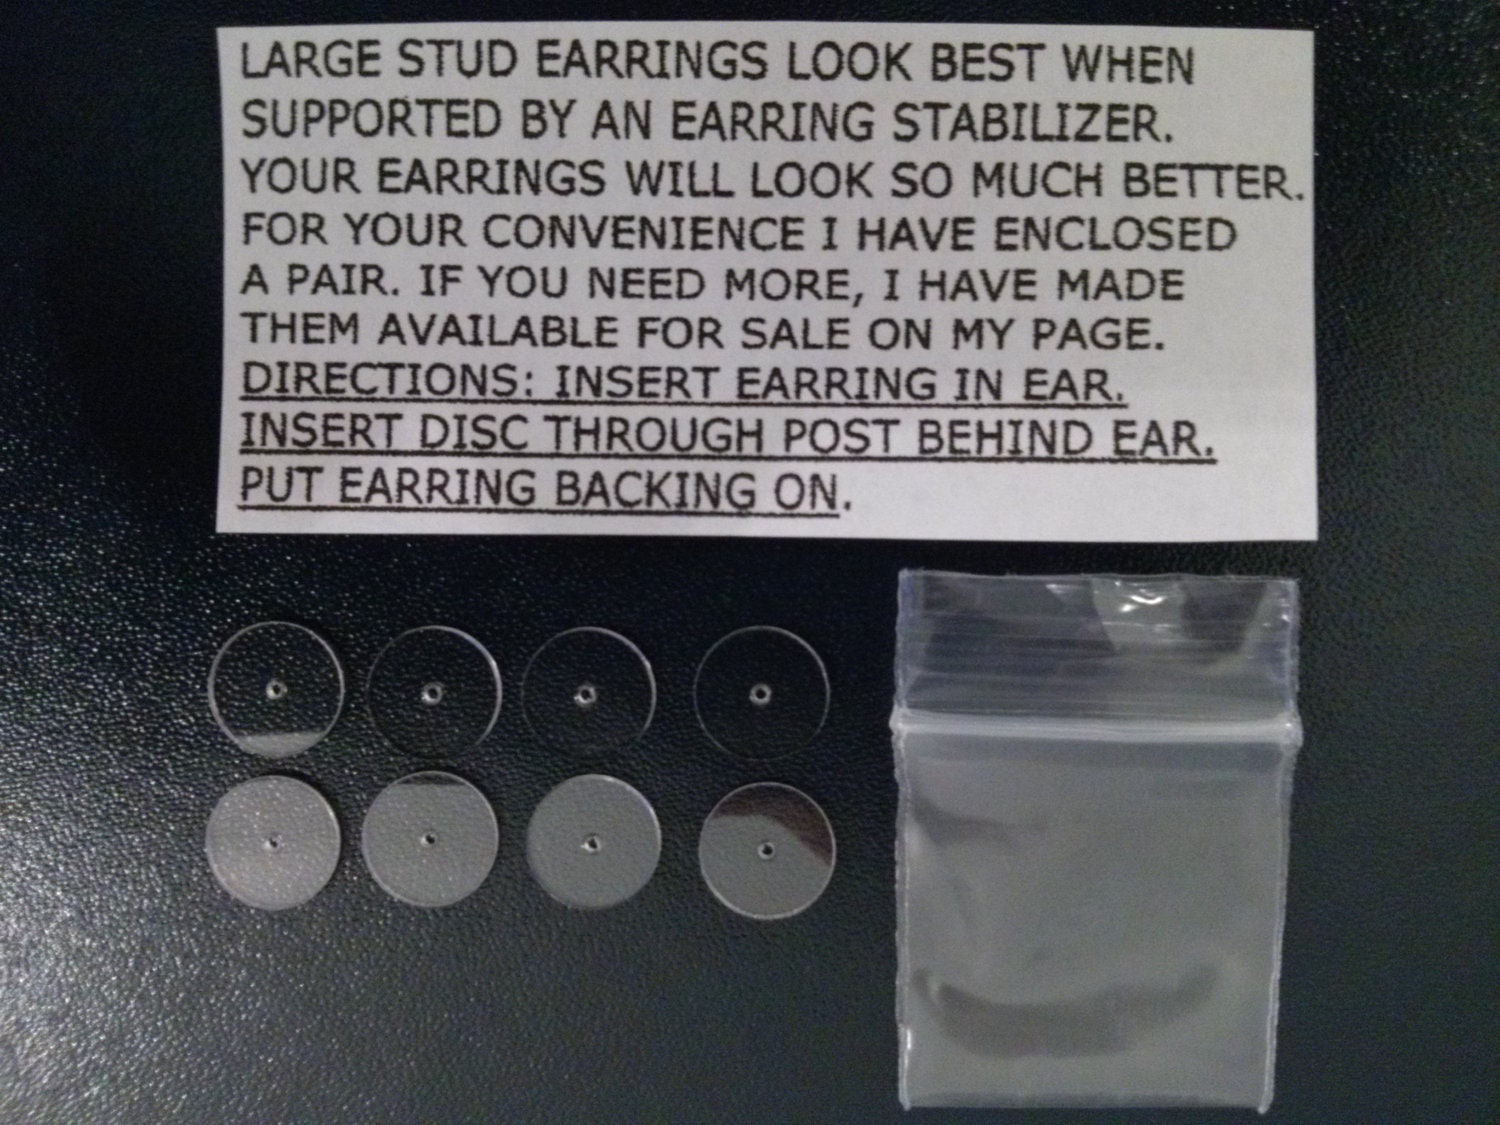 LARGE STUD EARRINGS LOOK BEST WHEN
SUPPORTED BY AN EARRING STABILIZER.
YOUR EARRINGS WILL LOOK SO MUCH BETTER.
FOR YOUR CONVENIENCE I HAVE ENCLOSED
A PAIR. IF YOU NEED MORE, I HAVE MADE
THEM AVAILABLE FOR SALE ON MY PAGE.
DIRECTIONS: INSERT EARRING IN EAR.
INSERT DISC THROUGH POST BEHIND EAR.
PUT EARRING BACKING ON.